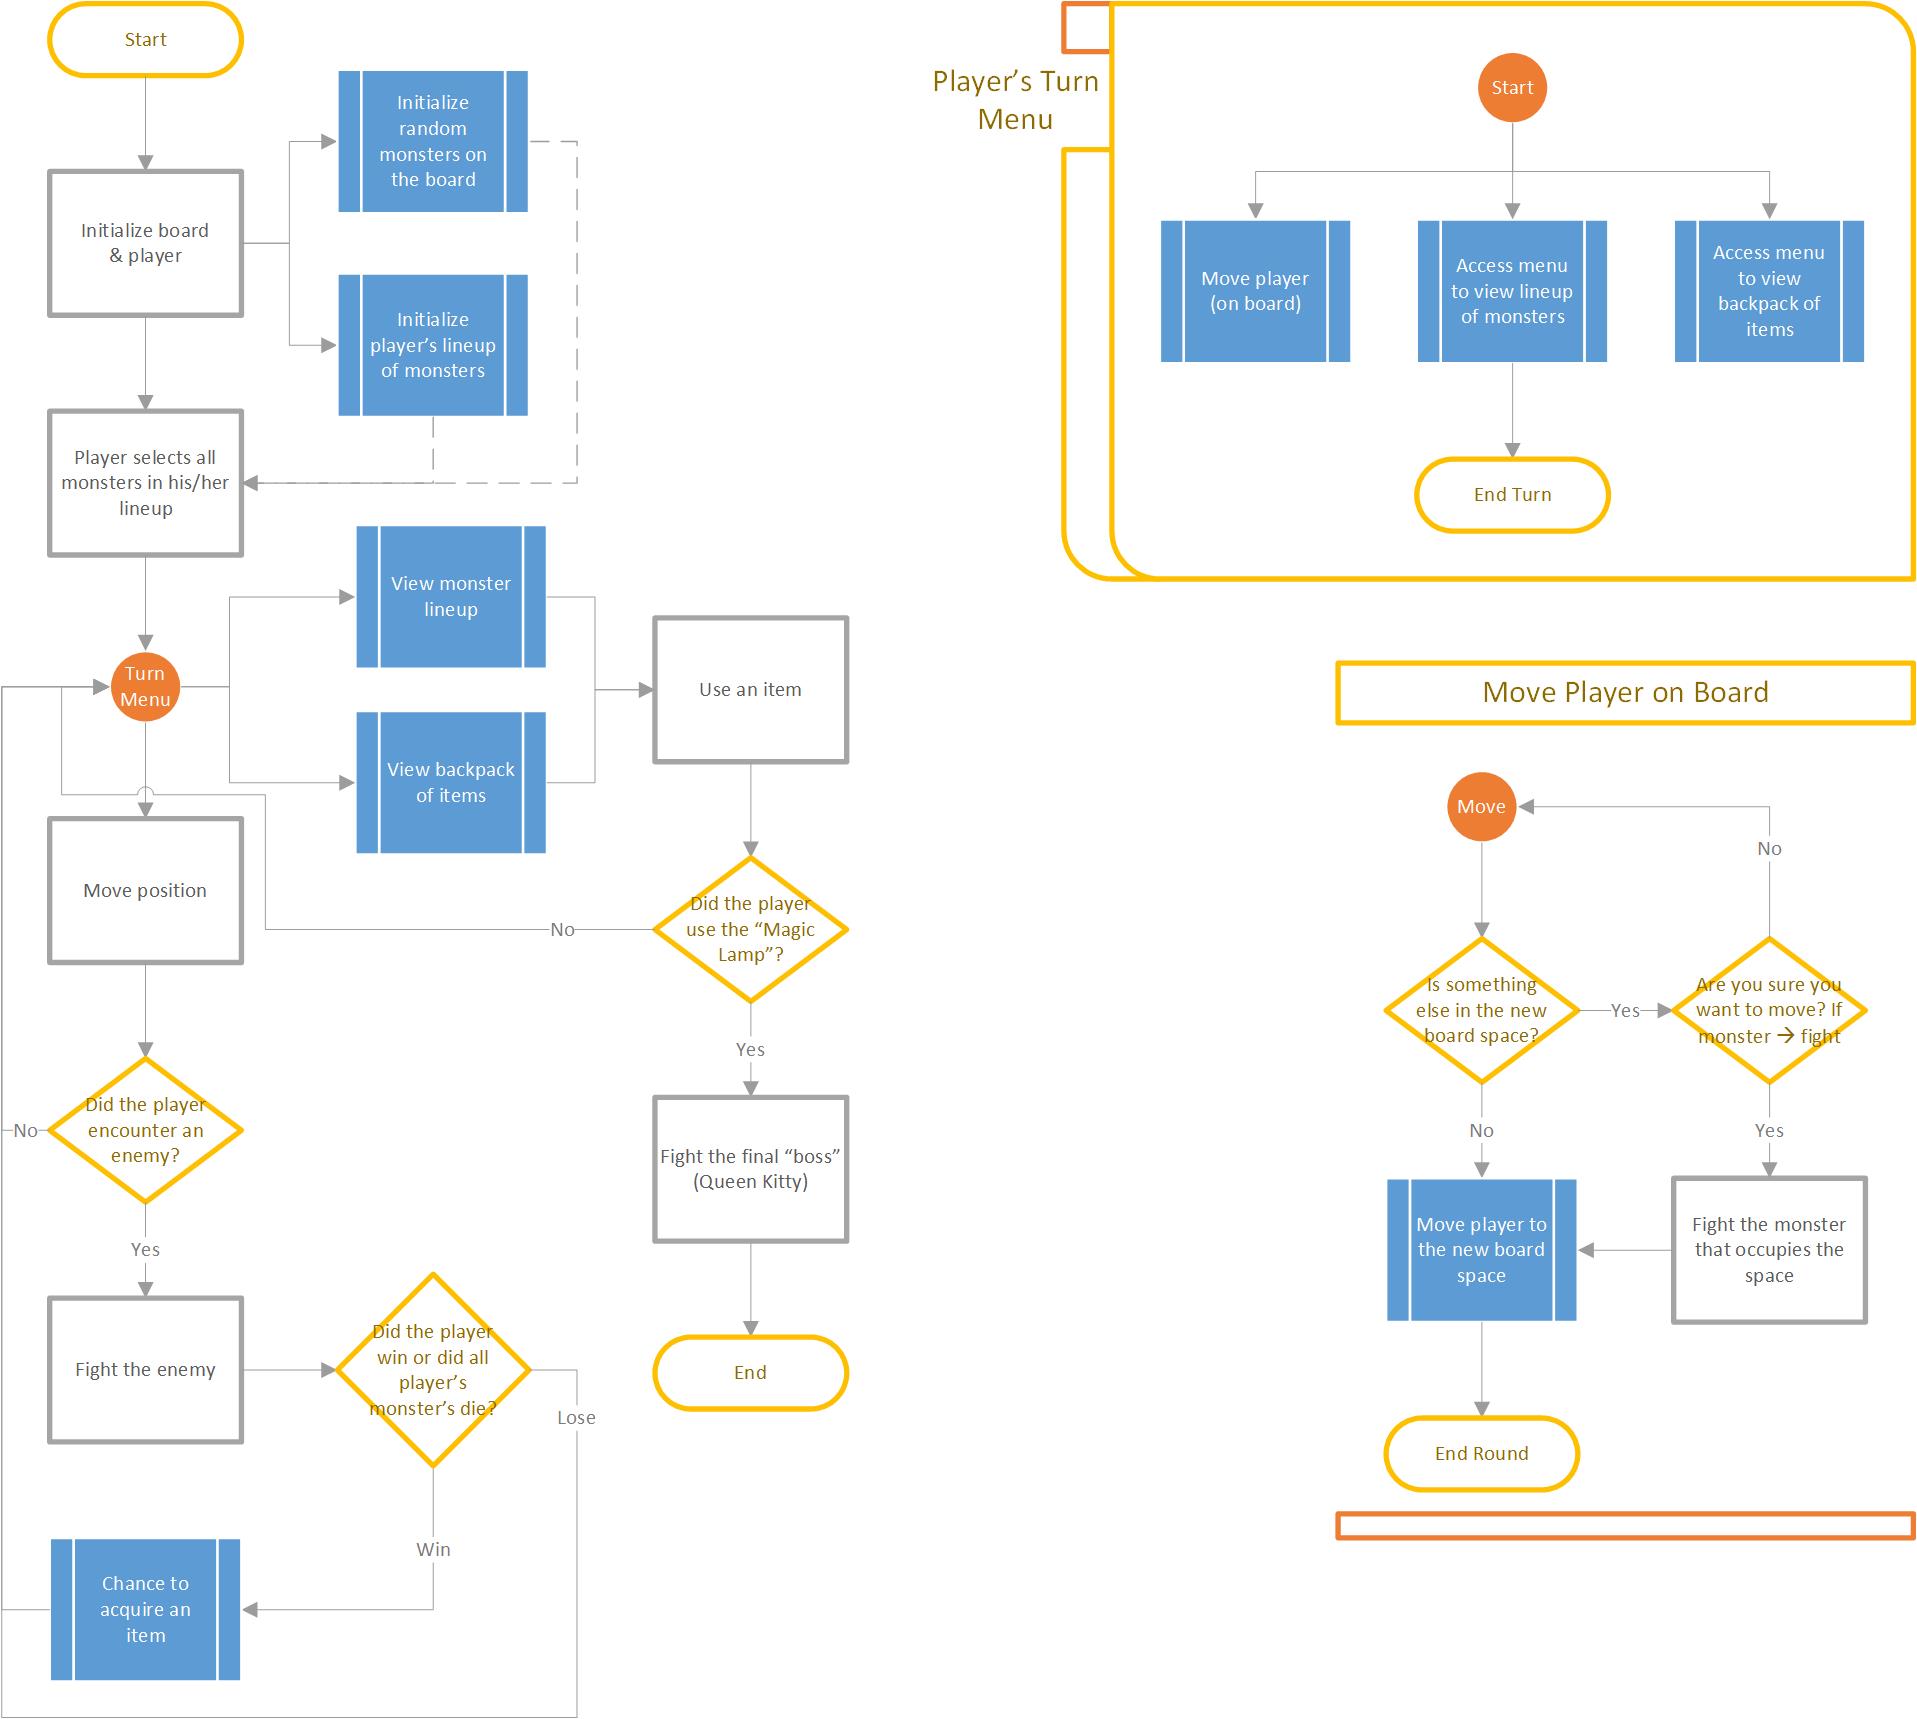 Start
Initialize board
& player
Initialize
random
monsters on
the board
Initialize
player’s lineup
of monsters
Player selects all
monsters in his/her
lineup
Turn
Menu
View monster
lineup
View backpack
of items
Use an item
Move position
Did the player
use the “Magic
Lamp”?
No
Yes
Did the player
encounter an
enemy?
No
Yes
Fight the final “boss”
(Queen Kitty)
End
Fight the enemy
Did the player
win or did all
player’s
monster’s die?
Lose
Win
Chance to
acquire an
item
Player’s Turn
Menu
Start
Move player
(on board)
Access menu
to view lineup
of monsters
Access menu
to view
backpack of
items
End Turn
Move Player on Board
Move
No
Is something
else in the new
board space?
Yes
Are you sure you
want to move? If
monster → fight
No
Yes
Move player to
the new board
space
Fight the monster
that occupies the
space
End Round